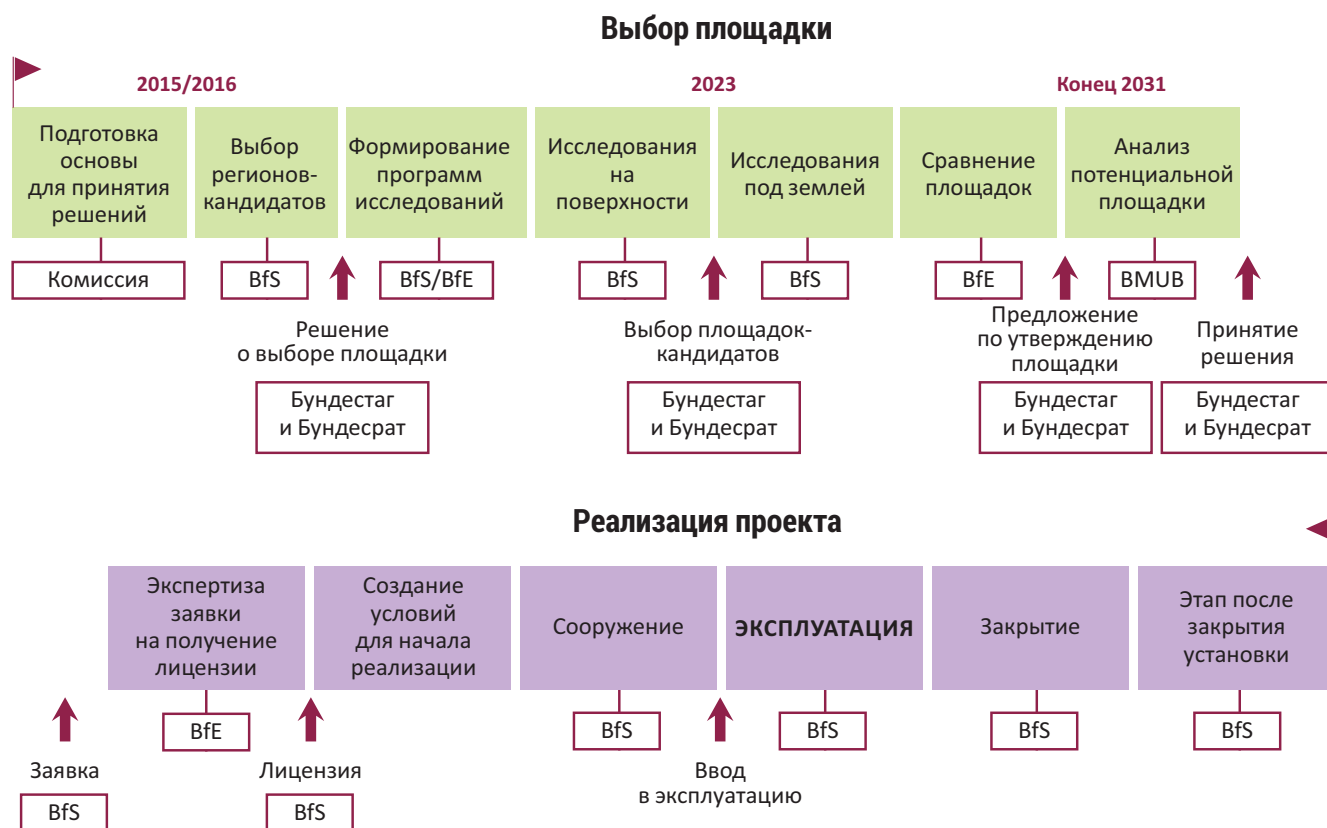 Выбор площадки
2015/2016
2023
Конец 2031
Подготовка
основы
для принятия
решений
Выбор
регионов-
кандидатов
Формирование
программ
исследований
Исследования
на
поверхности
Исследования
под землей
Сравнение
площадок
Анализ
потенциальной
площадки
Комиссия
BfS
BfS/BfE
BfS
BfS
BfE
BMUB
Решение
о выборе площадки
Выбор площадок-
кандидатов
Предложение
по утверждению
площадки
Принятие
решения
Бундестаг
и Бундесрат
Бундестаг
и Бундесрат
Бундестаг
и Бундесрат
Бундестаг
и Бундесрат
Реализация проекта
Экспертиза
заявки
на получение
лицензии
Создание
условий
для начала
реализации
Сооружение
ЭКСПЛУАТАЦИЯ
Закрытие
Этап после
закрытия
установки
BfE
BfS
BfS
BfS
BfS
Заявка
BfS
Лицензия
BfS
Ввод
в эксплуатацию